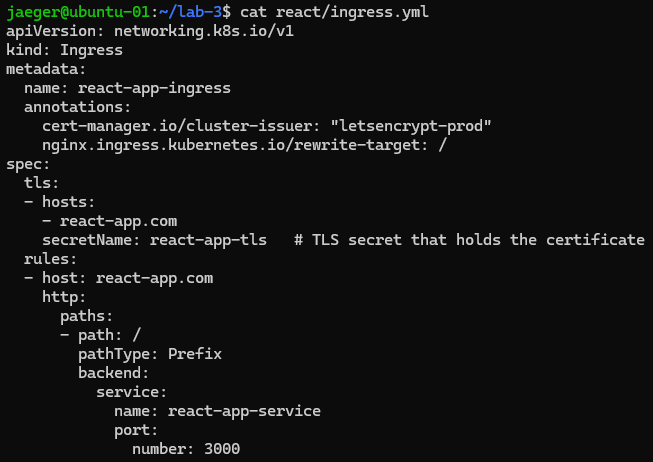 jaeger@ubuntu-01:~/lab-3$ cat react/ingress.yml
apiVersion: networking.k8s.io/v1
kind: Ingress
metadata:
  name: react-app-ingress
  annotations:
    cert-manager.io/cluster-issuer: "letsencrypt-prod"
    nginx.ingress.kubernetes.io/rewrite-target: /
spec:
  tls:
  - hosts:
    - react-app.com
    secretName: react-app-tls   # TLS secret that holds the certificate
  rules:
  - host: react-app.com
    http:
      paths:
      - path: /
        pathType: Prefix
        backend:
          service:
            name: react-app-service
            port:
              number: 3000